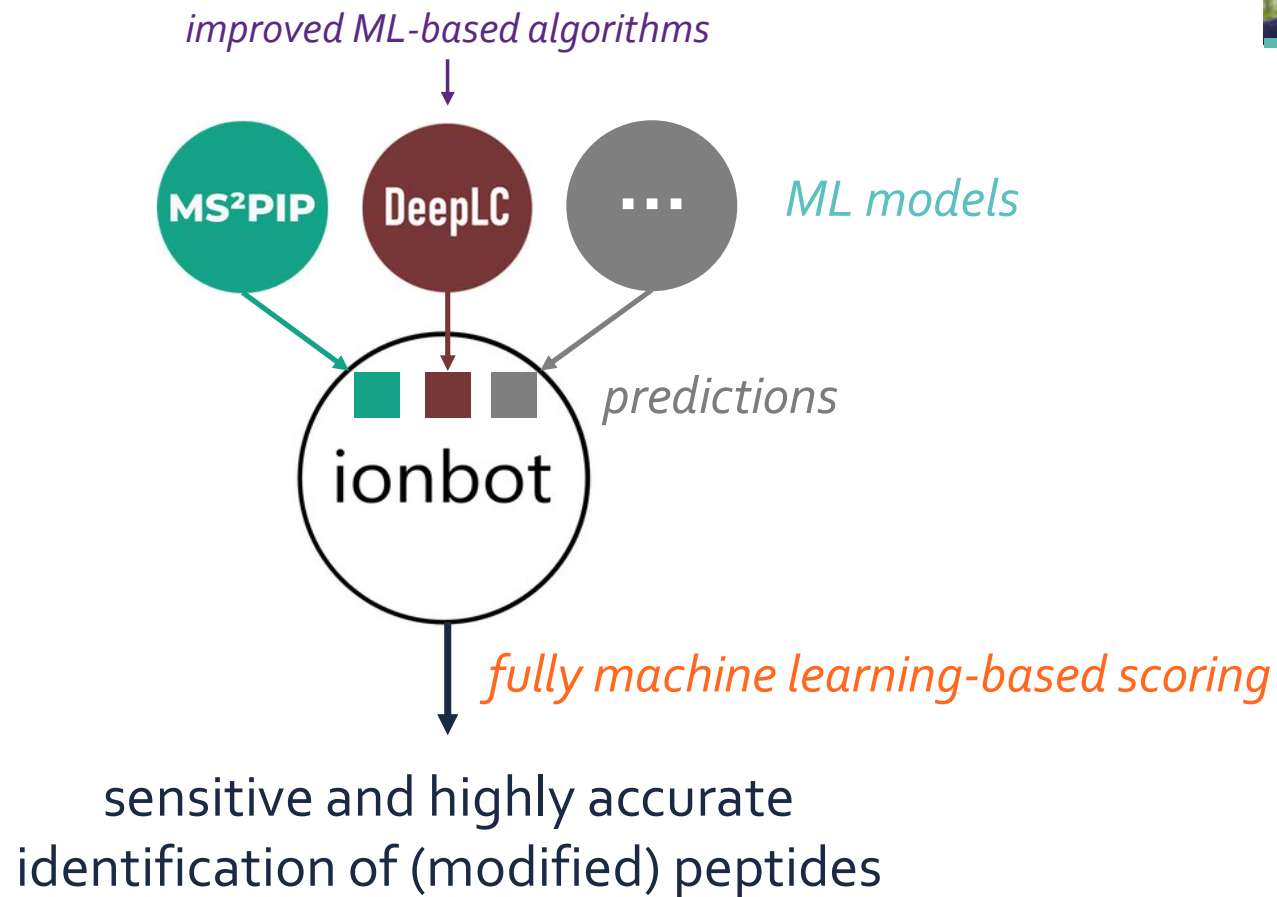 improved ML-based algorithms
MS²PIP
DeepLC
...
ML models
predictions
ionbot
fully machine learning-based scoring
sensitive and highly accurate
identification of (modified) peptides